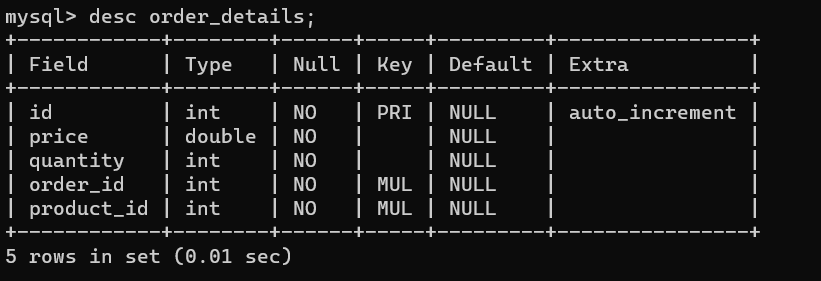 mysql> desc order_details;
+------------+--------+------+-----+---------+----------------+
| Field      | Type   | Null | Key | Default | Extra          |
+------------+--------+------+-----+---------+----------------+
| id         | int    | NO   | PRI | NULL    | auto_increment |
| price      | double | NO   |     | NULL    |                |
| quantity   | int    | NO   |     | NULL    |                |
| order_id   | int    | NO   | MUL | NULL    |                |
| product_id | int    | NO   | MUL | NULL    |                |
+------------+--------+------+-----+---------+----------------+
5 rows in set (0.01 sec)